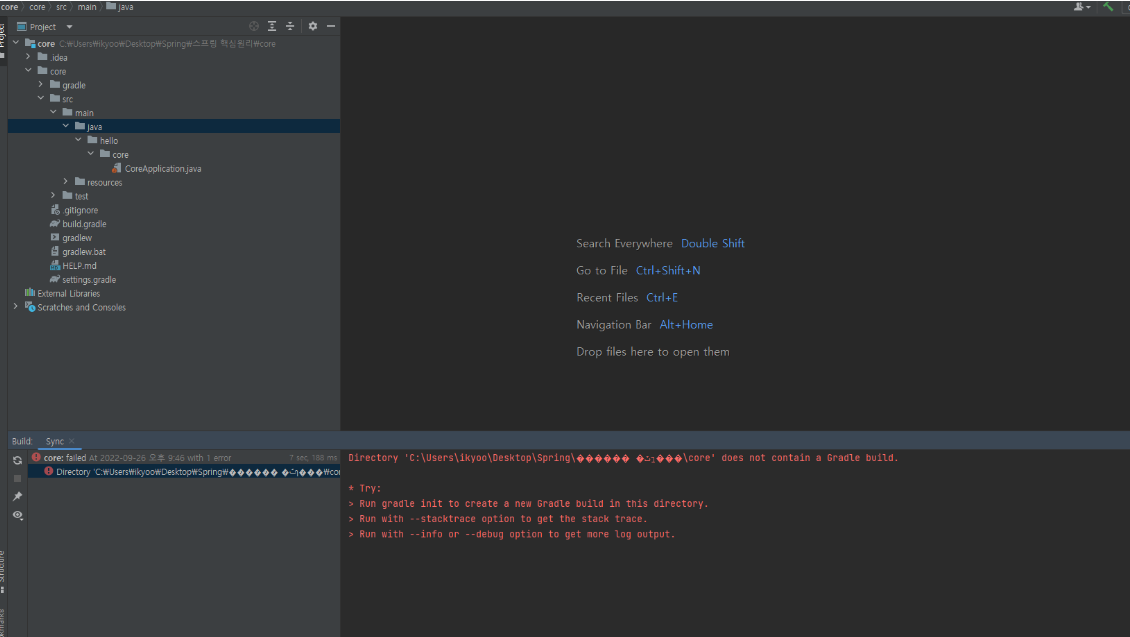 core core src main java
Project
Project
core C:₩Users₩ikyoo₩Desktop₩Spring₩스프링 핵심원리₩core
.idea
core
gradle
src
main
java
hello
core
CoreApplication.java
resources
test
.gitignore
build.gradle
gradlew
gradlew.bat
HELP.md
settings.gradle
External Libraries
Scratches and Consoles
Search Everywhere Double Shift
Go to File Ctrl+Shift+N
Recent Files Ctrl+E
Navigation Bar Alt+Home
Drop files here to open them
Build: Sync
core: failed At 2022-09-26 오후 9:46 with 1 error 7 sec, 188 ms
Directory 'C:₩Users₩ikyoo₩Desktop₩Spring₩������
Directory 'C:\Users\ikyoo\Desktop\Spring\������ ���\core' does not contain a Gradle build.
* Try:
> Run gradle init to create a new Gradle build in this directory.
> Run with --stacktrace option to get the stack trace.
> Run with --info or --debug option to get more log output.
Structure